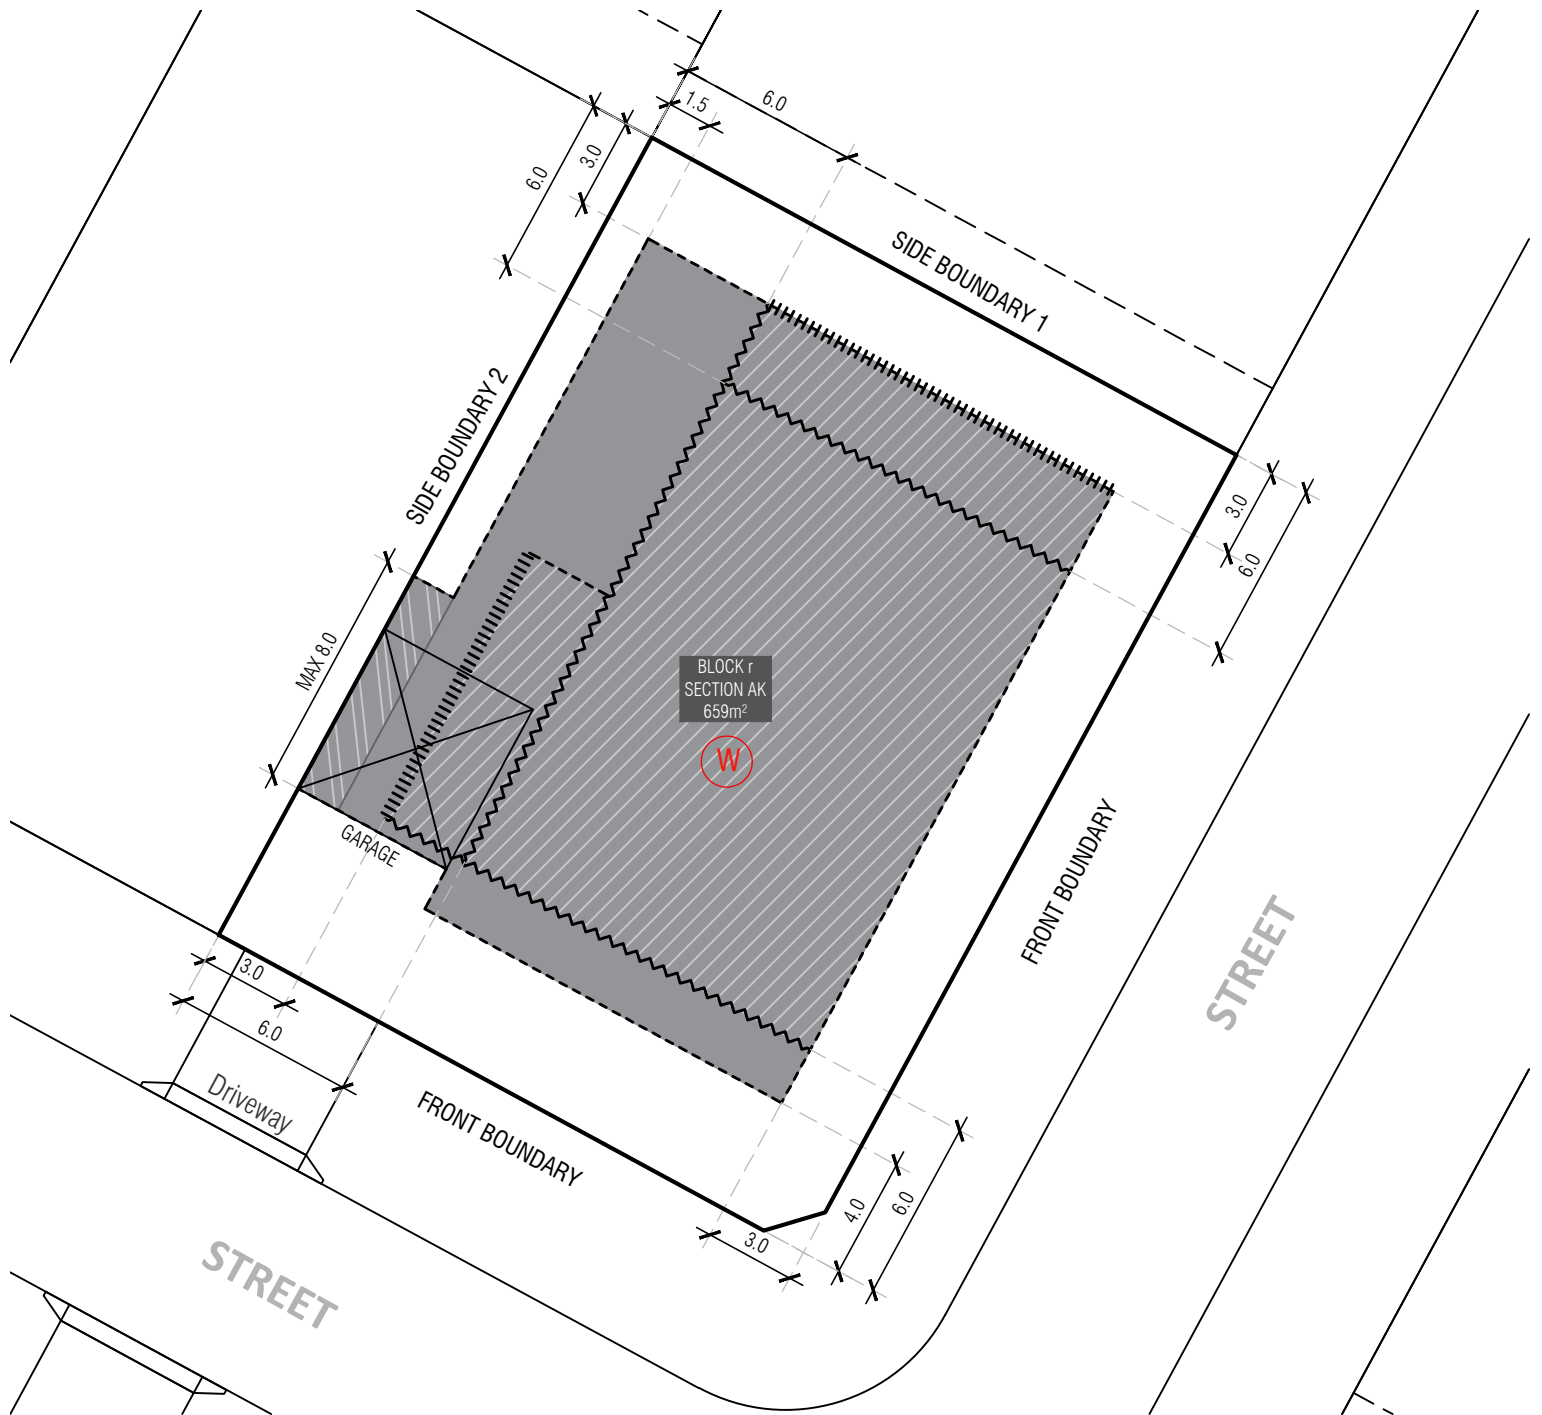 6.0
1.5
3.0
6.0
SIDE BOUNDARY 1
SIDE BOUNDARY 2
3.0
6.0
MAX 8.0
BLOCK r
SECTION AK
659m²
W
GARAGE
FRONT BOUNDARY
STREET
3.0
6.0
Driveway
FRONT BOUNDARY
4.0
6.0
3.0
STREET